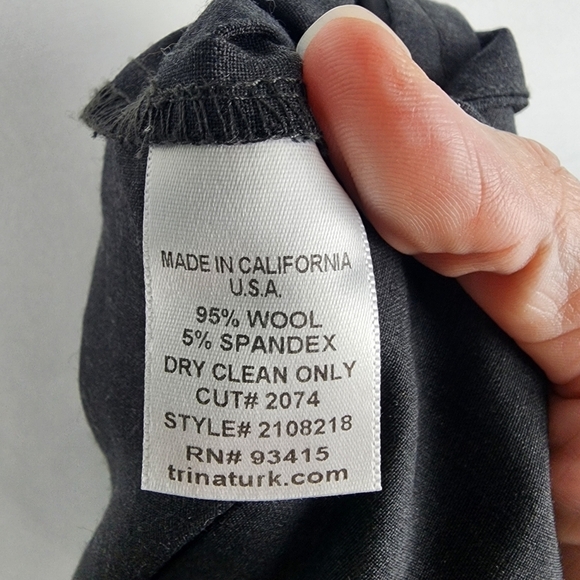 MADE IN CALIFORNIA
U.S.A.
95% WOOL
5% SPANDEX
DRY CLEAN ONLY
CUT# 2074
STYLE# 2108218
RN# 93415
trinaturk.com